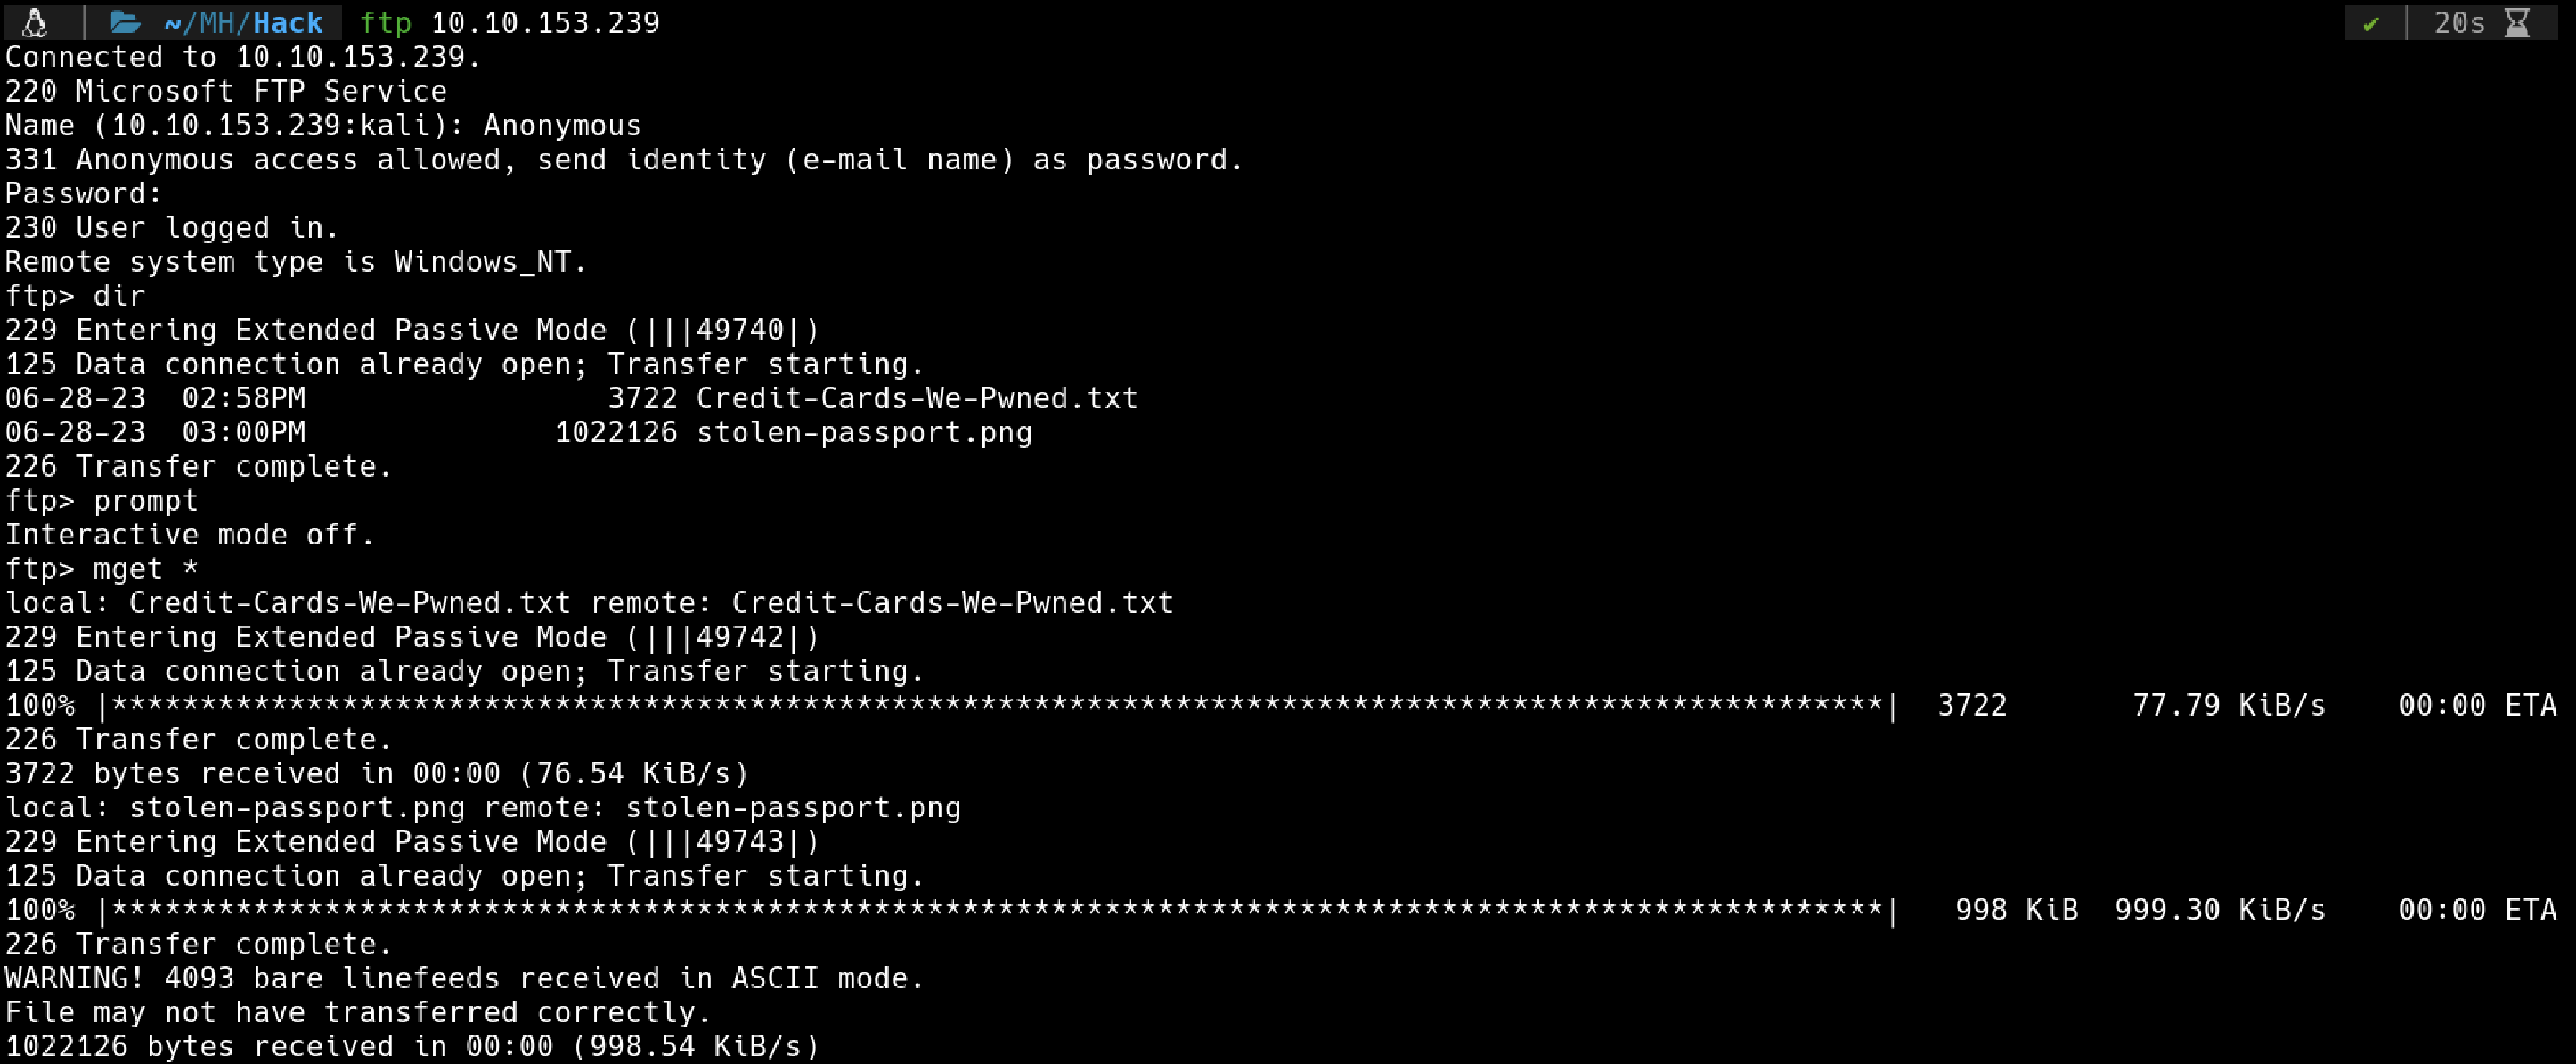 ~/MH/Hack ftp 10.10.153.239 ✔ 20s
Connected to 10.10.153.239.
220 Microsoft FTP Service
Name (10.10.153.239:kali): Anonymous
331 Anonymous access allowed, send identity (e-mail name) as password.
Password:
230 User logged in.
Remote system type is Windows_NT.
ftp> dir
229 Entering Extended Passive Mode (|||49740|)
125 Data connection already open; Transfer starting.
06-28-23  02:58PM                 3722 Credit-Cards-We-Pwned.txt
06-28-23  03:00PM              1022126 stolen-passport.png
226 Transfer complete.
ftp> prompt
Interactive mode off.
ftp> mget *
local: Credit-Cards-We-Pwned.txt remote: Credit-Cards-We-Pwned.txt
229 Entering Extended Passive Mode (|||49742|)
125 Data connection already open; Transfer starting.
100% |****************************************************************************************************|  3722       77.79 KiB/s    00:00 ETA
226 Transfer complete.
3722 bytes received in 00:00 (76.54 KiB/s)
local: stolen-passport.png remote: stolen-passport.png
229 Entering Extended Passive Mode (|||49743|)
125 Data connection already open; Transfer starting.
100% |****************************************************************************************************|   998 KiB  999.30 KiB/s    00:00 ETA
226 Transfer complete.
WARNING! 4093 bare linefeeds received in ASCII mode.
File may not have transferred correctly.
1022126 bytes received in 00:00 (998.54 KiB/s)